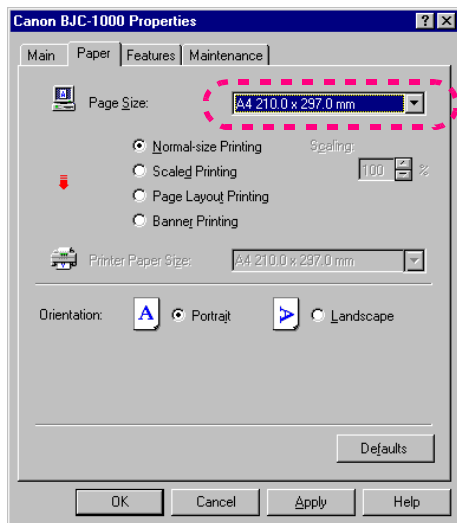 Canon BJC-1000 Properties
Main Paper Features Maintenance
Page Size: A4 210.0 x 297.0 mm
Normal-size Printing Scaling:
Scaled Printing 100 %
Page Layout Printing
Banner Printing
Printer Paper Size: A4 210.0 x 297.0 mm
Orientation: A Portrait A Landscape
Defaults
OK Cancel Apply Help